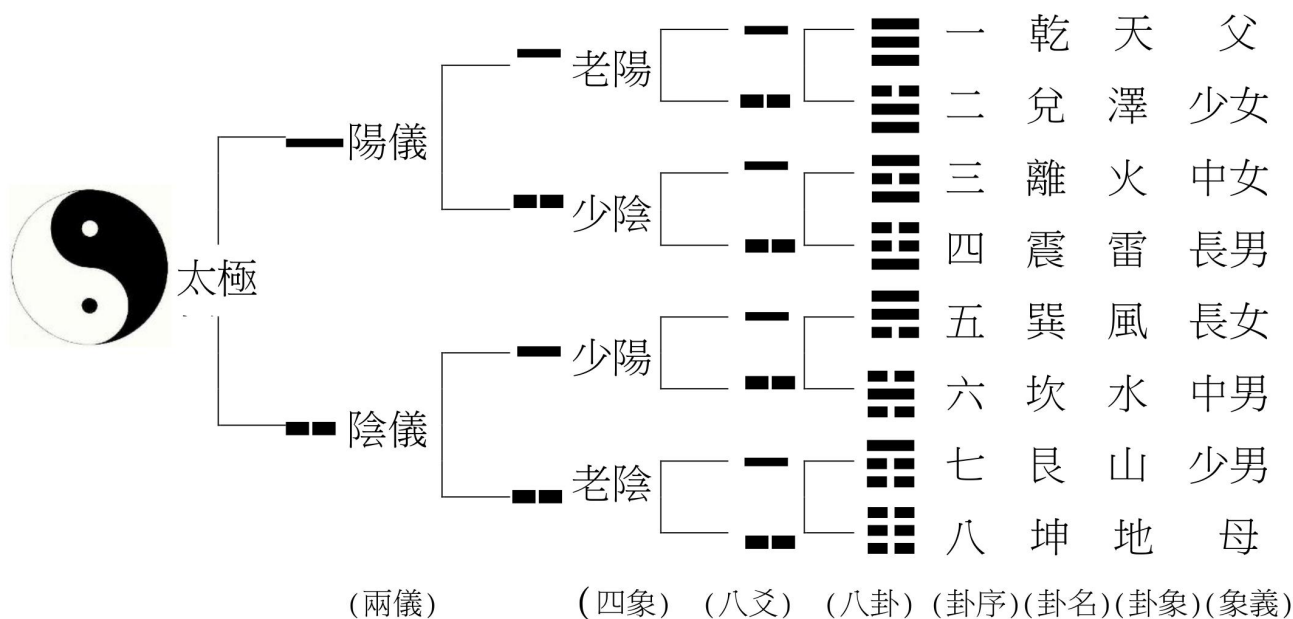 一 乾 天 父
老陽
二 兌 澤 少女
陽儀
三 離 火 中女
少陰
四 震 雷 長男
太極
五 巽 風 長女
少陽
六 坎 水 中男
陰儀
七 艮 山 少男
老陰
八 坤 地 母
(兩儀) (四象) (八爻) (八卦) (卦序)(卦名)(卦象)(象義)